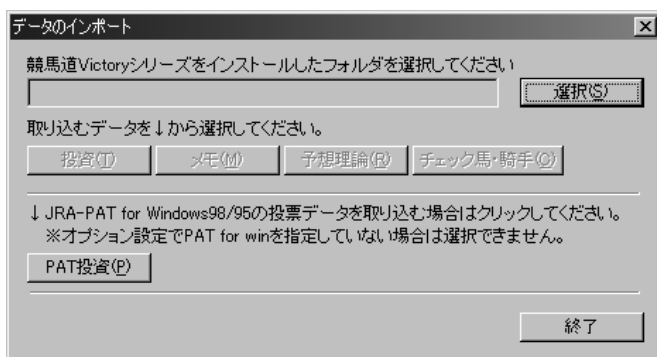 データのインポート
競馬道Victoryシリーズをインストールしたフォルダを選択してください
選択(S)
取り込むデータを↓から選択してください。
投資(T) メモ(M) 予想理論(R) チェック馬・騎手(C)
↓JRA-PAT for Windows98/95の投票データを取り込む場合はクリックしてください。
※オプション設定でPAT for winを指定していない場合は選択できません。
PAT投資(P)
終了